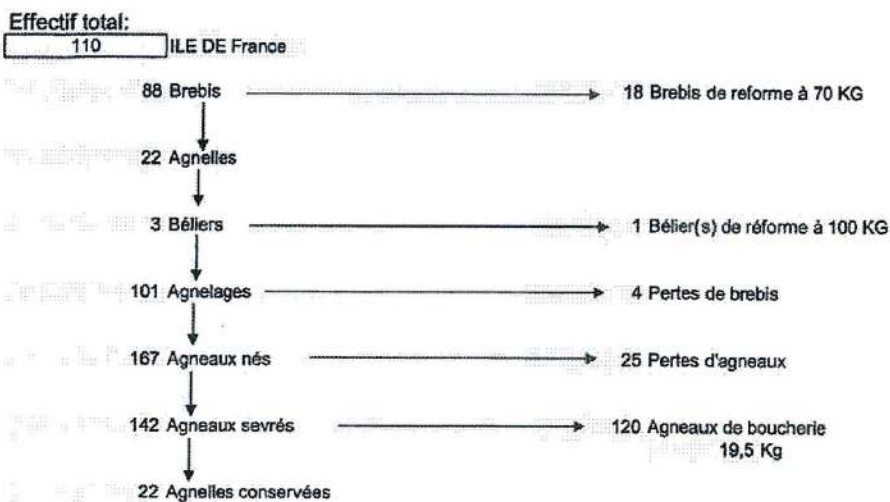 Effectif total:
110 ILE DE France
88 Brebis 18 Brebis de reforme à 70 KG
22 Agnelles
3 Béliers 1 Bélier(s) de réforme à 100 KG
101 Agnelages 4 Pertes de brebis
167 Agneaux nés 25 Pertes d'agneaux
142 Agneaux sevrés 120 Agneaux de boucherie
19,5 Kg
22 Agnelles conservées